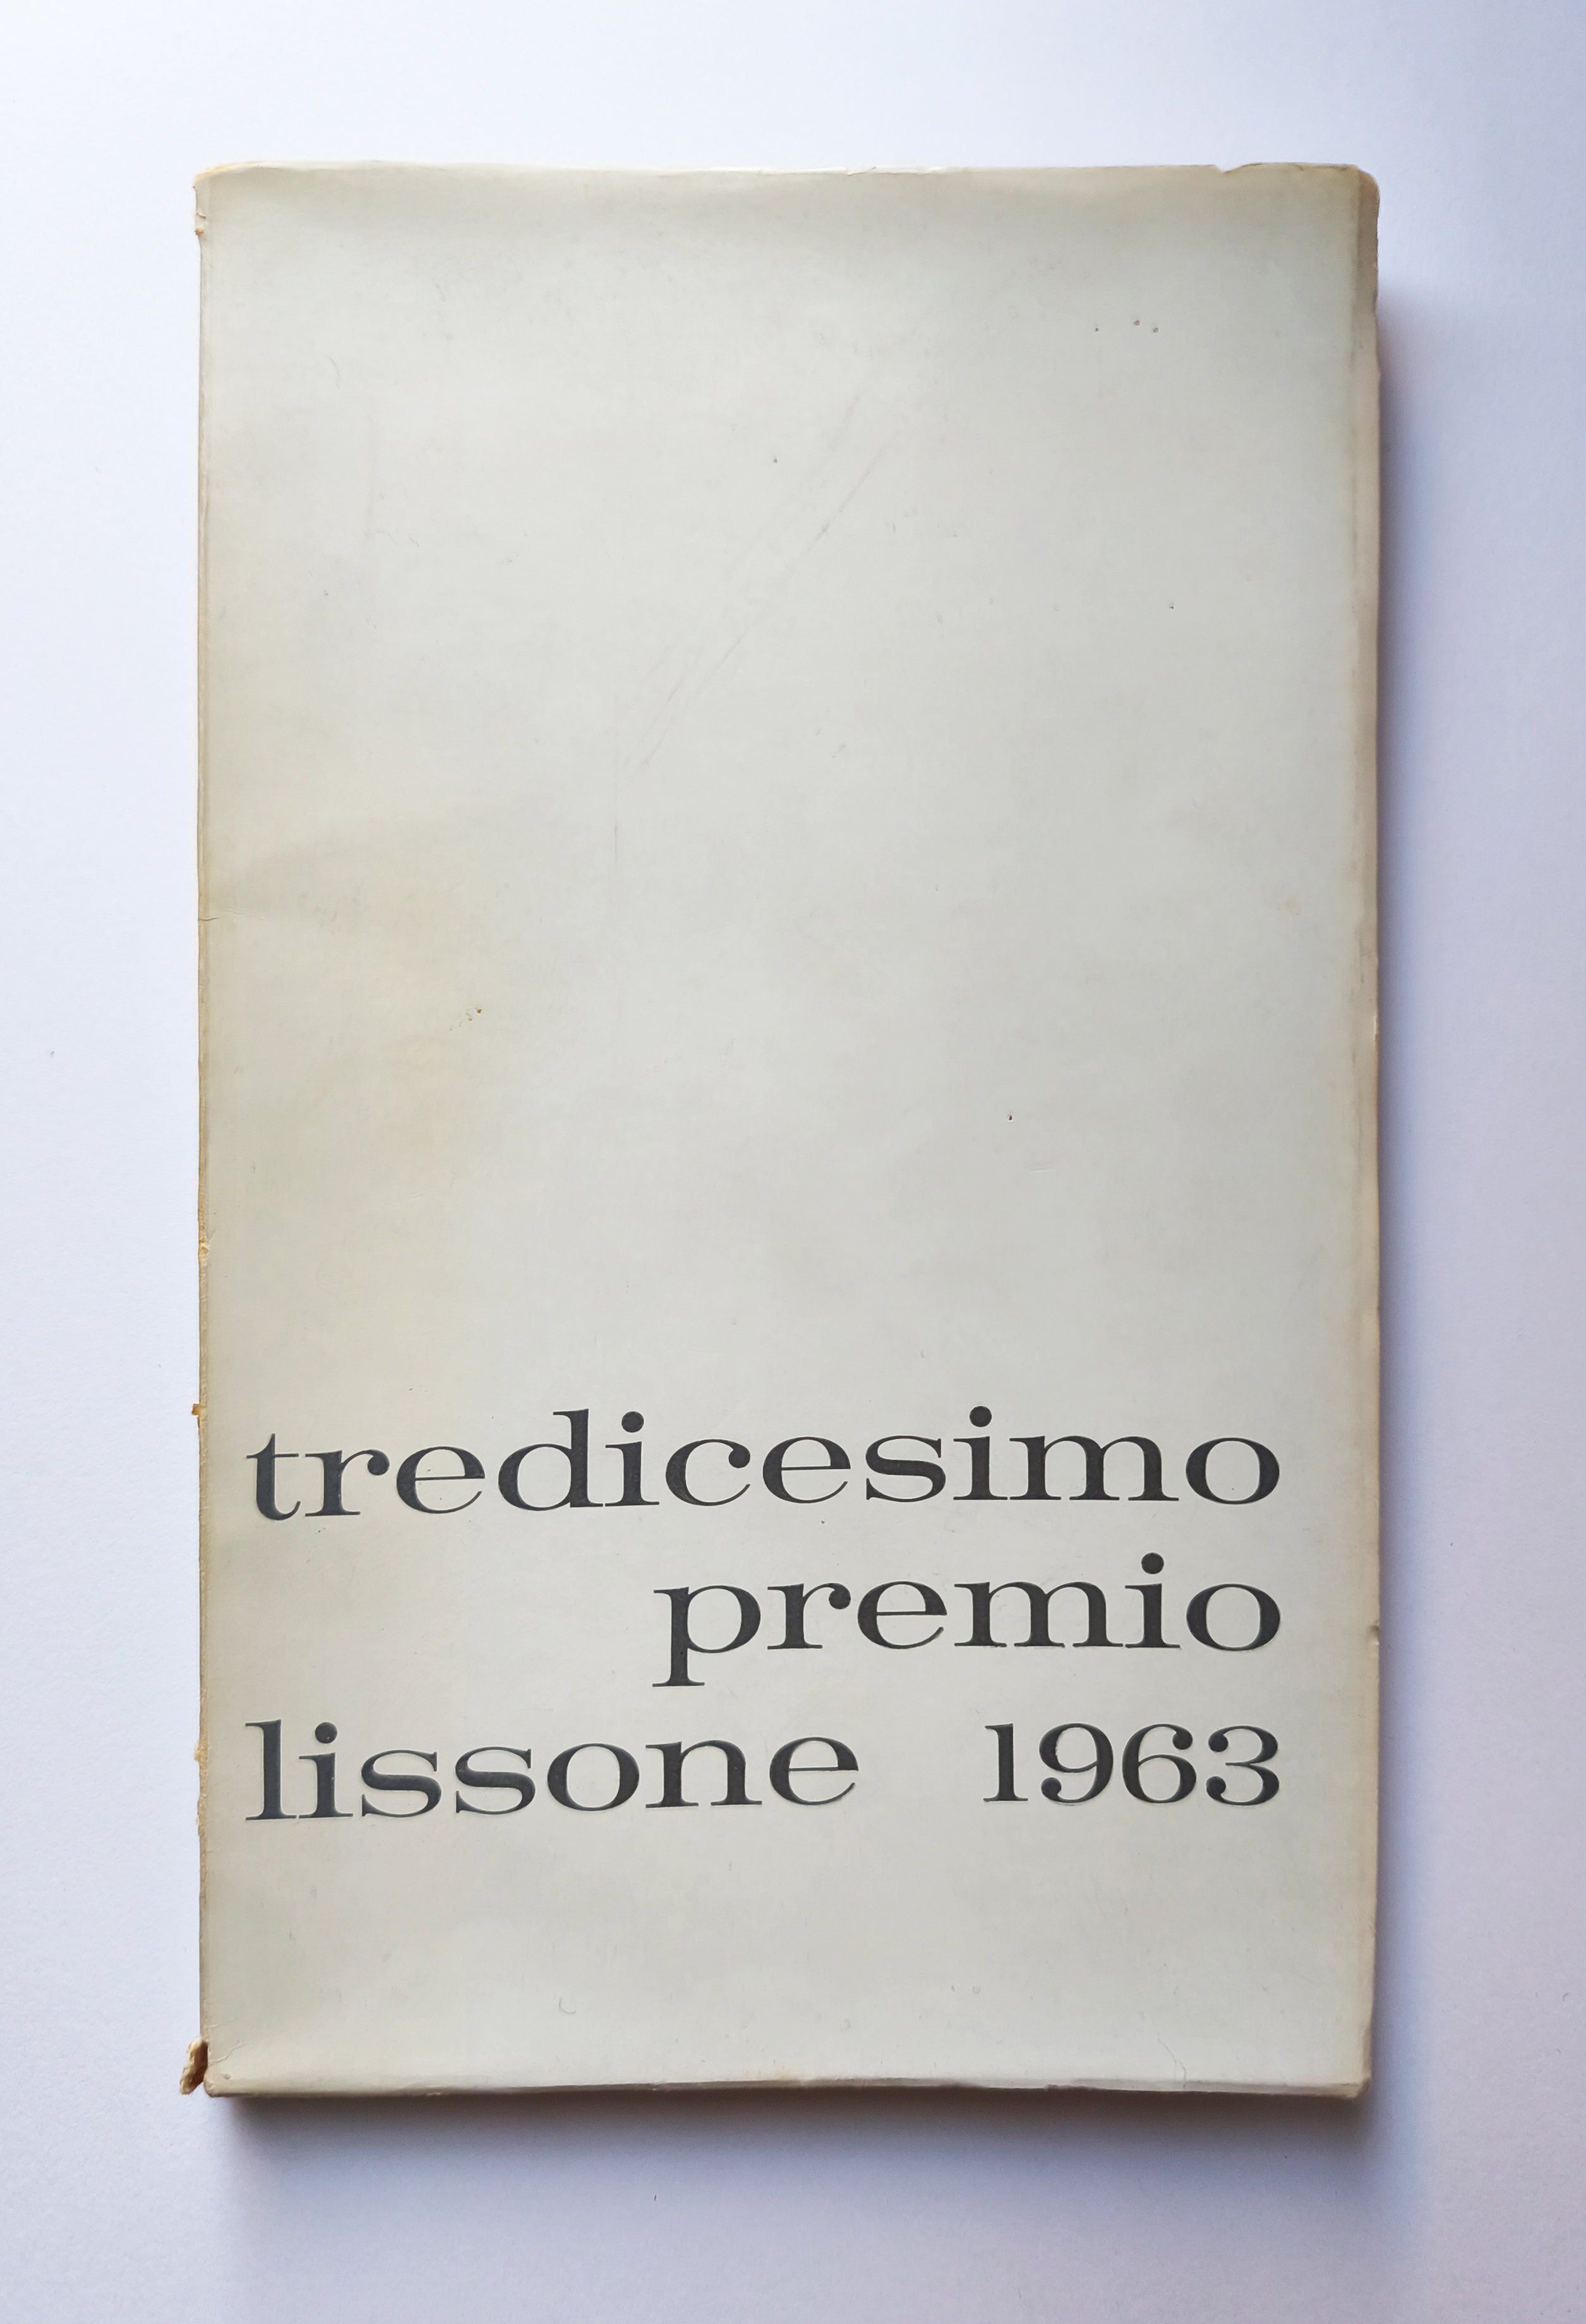 tredicesimo
premio
lissone 1963